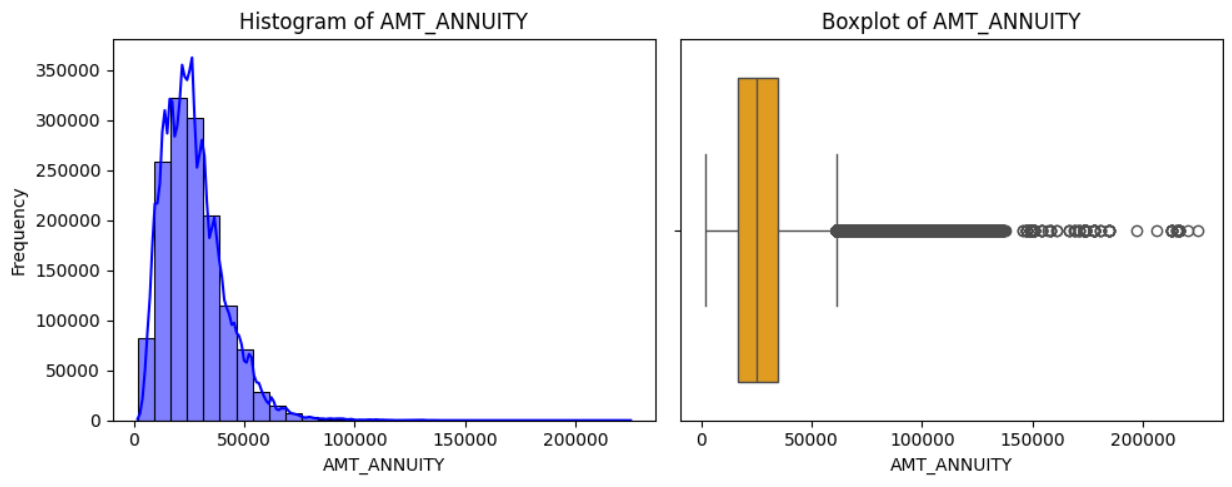 Histogram of AMT_ANNUITY
Frequency
350000
300000
250000
200000
150000
100000
50000
0
0 50000 100000 150000 200000
AMT_ANNUITY
Boxplot of AMT_ANNUITY
0 50000 100000 150000 200000
AMT_ANNUITY